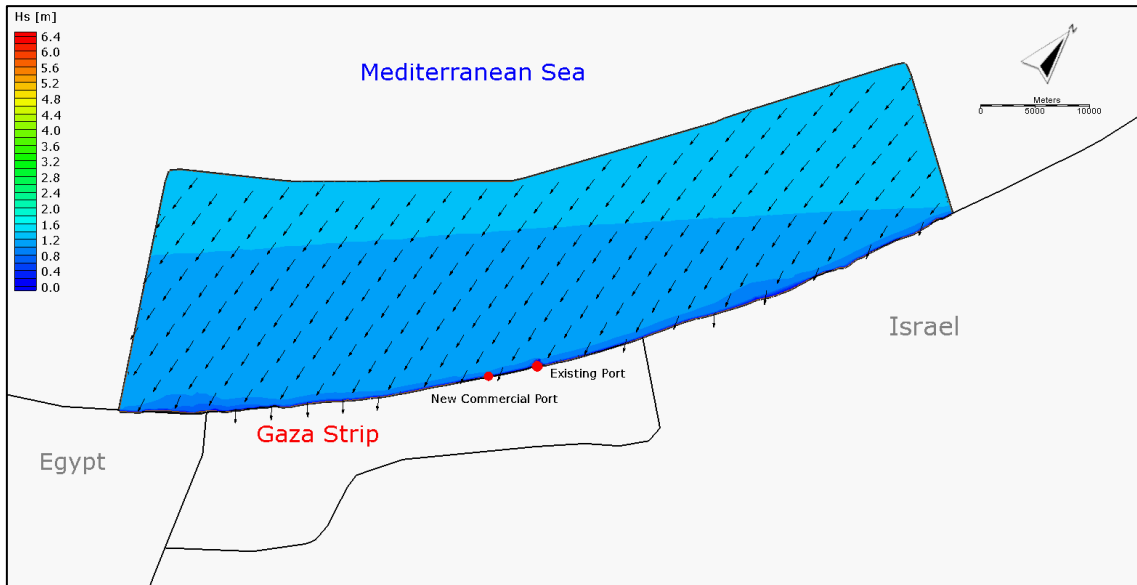 Hs [m]
6.4
6.0
5.6
5.2
4.8
4.4
4.0
3.6
3.2
2.8
2.4
2.0
1.6
1.2
0.8
0.4
0.0
Mediterranean Sea
N
Meters
0 5000 10000
Israel
Existing Port
New Commercial Port
Gaza Strip
Egypt